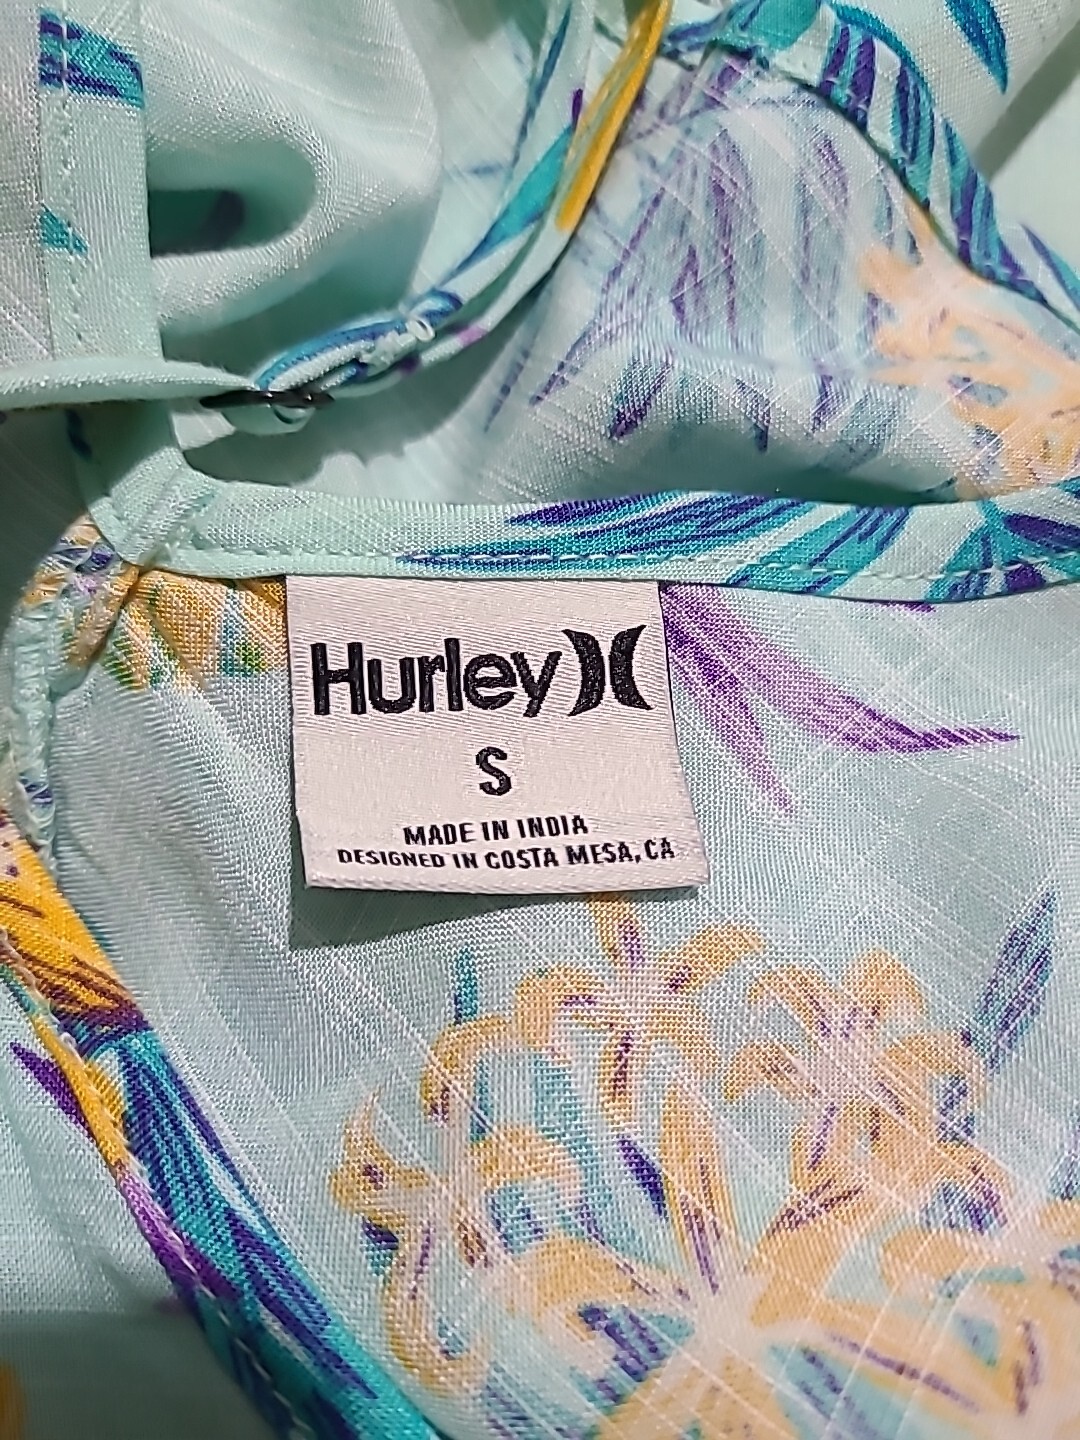 Hurley
S
MADE IN INDIA
DESIGNED IN COSTA MESA, CA